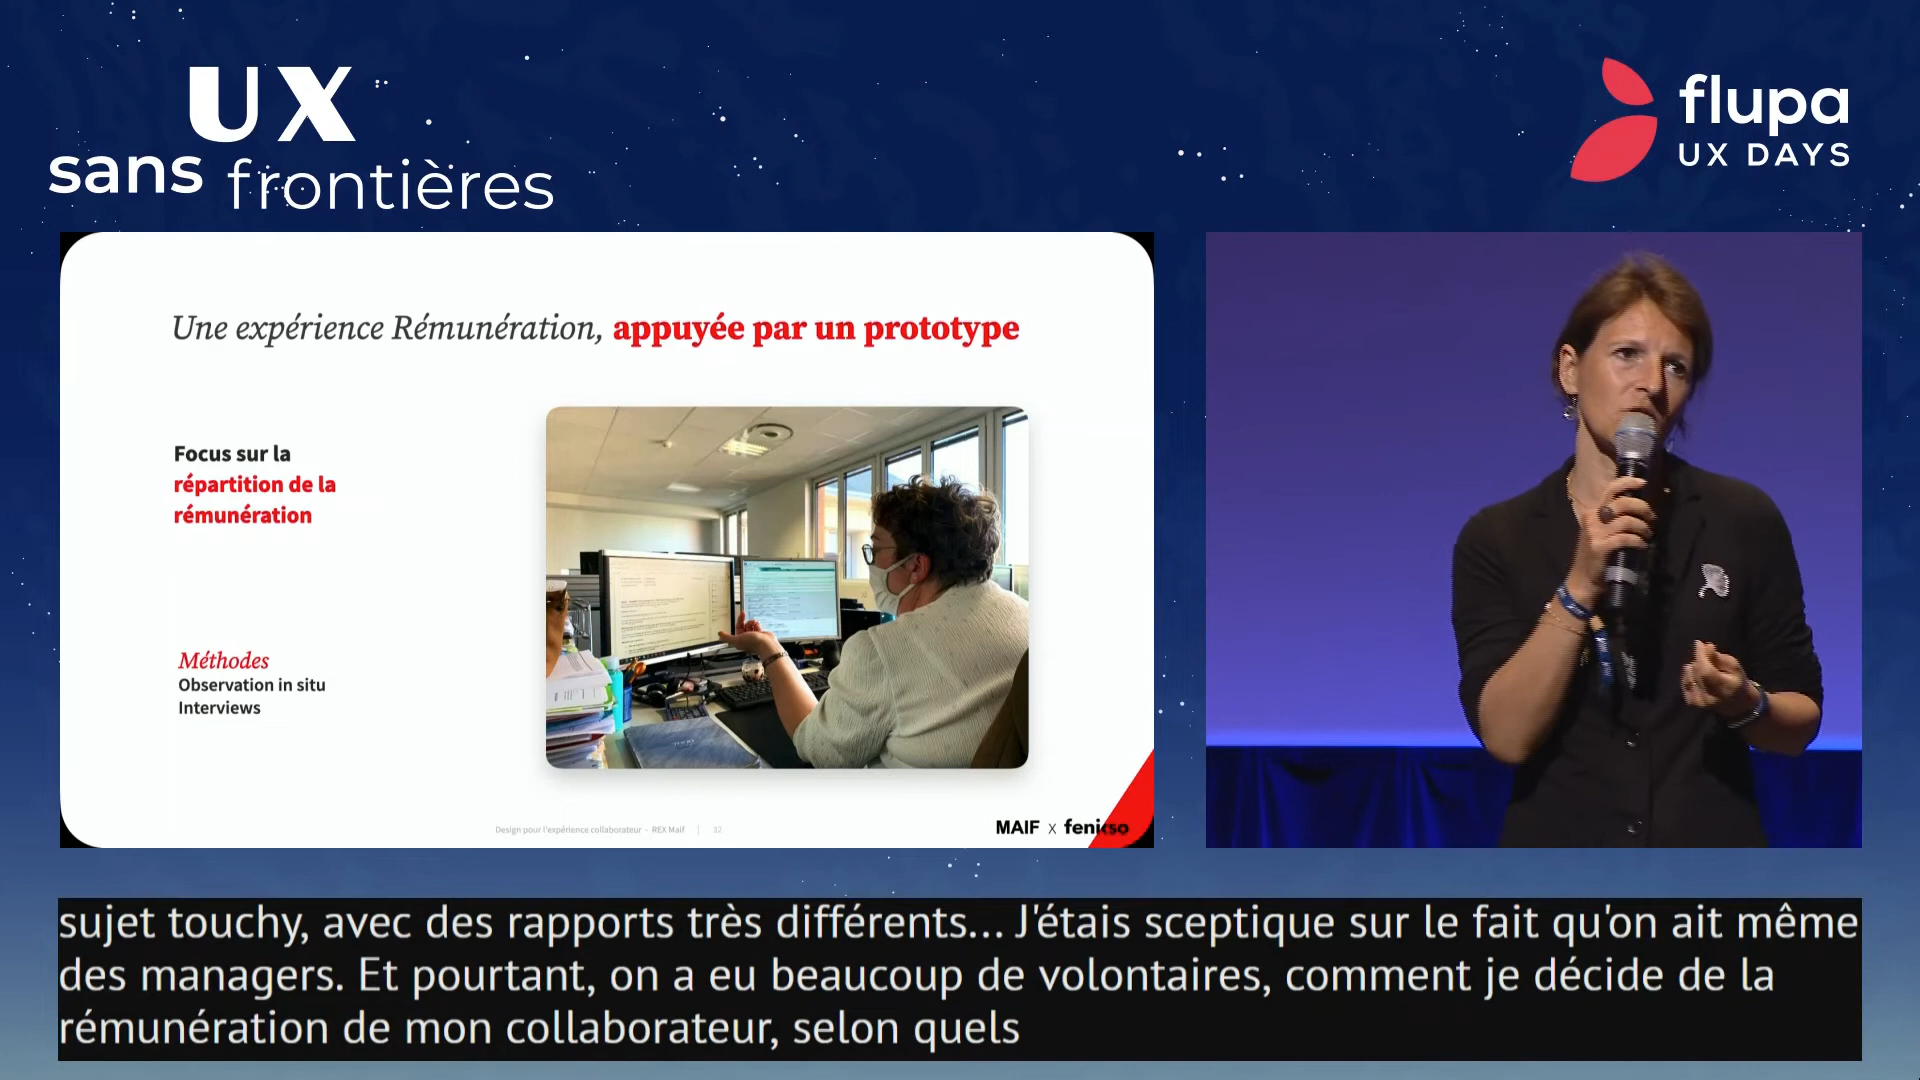 UX
sans frontières
flupa
UX DAYS
Une expérience Rémunération, appuyée par un prototype
Focus sur la
répartition de la
rémunération
Méthodes
Observation in situ
Interviews
Design pour l'expérience collaborateur - REX Maif | 32
MAIF x fenixso
sujet touchy, avec des rapports très différents... J'étais sceptique sur le fait qu'on ait même
des managers. Et pourtant, on a eu beaucoup de volontaires, comment je décide de la
rémunération de mon collaborateur, selon quels